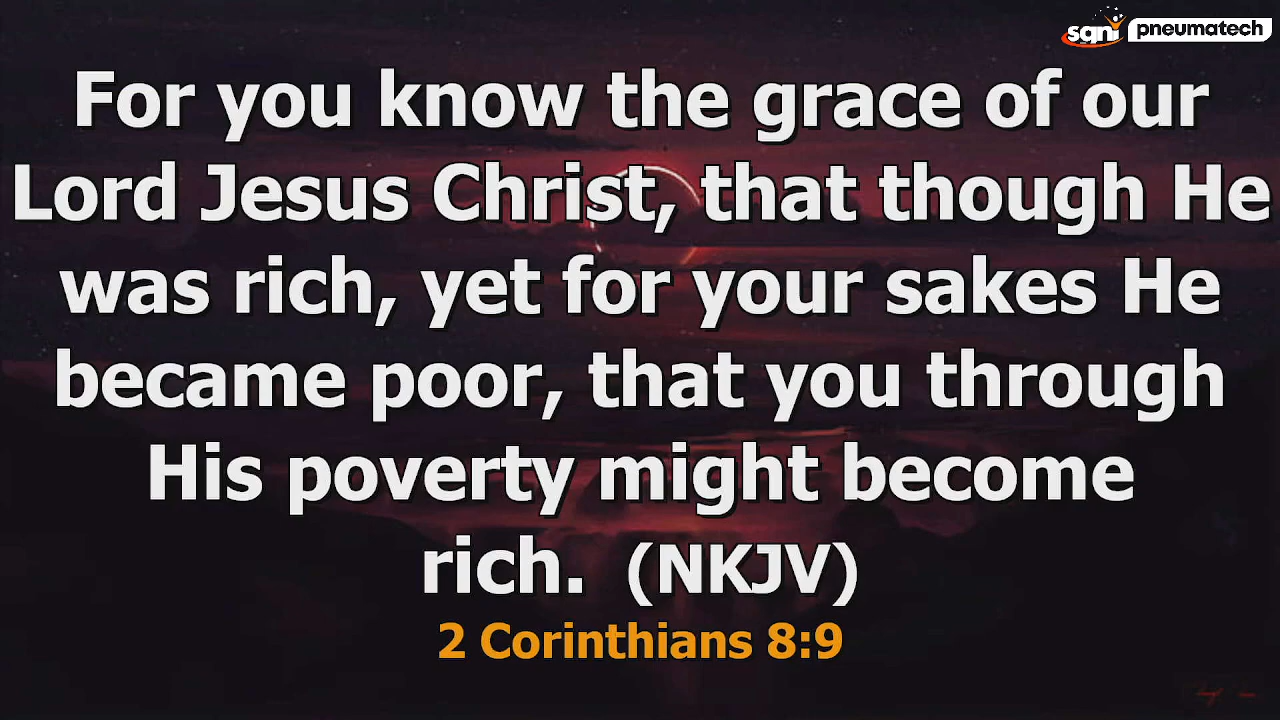 sqni pneumatech
For you know the grace of our
Lord Jesus Christ, that though He
was rich, yet for your sakes He
became poor, that you through
His poverty might become
rich. (NKJV)
2 Corinthians 8:9